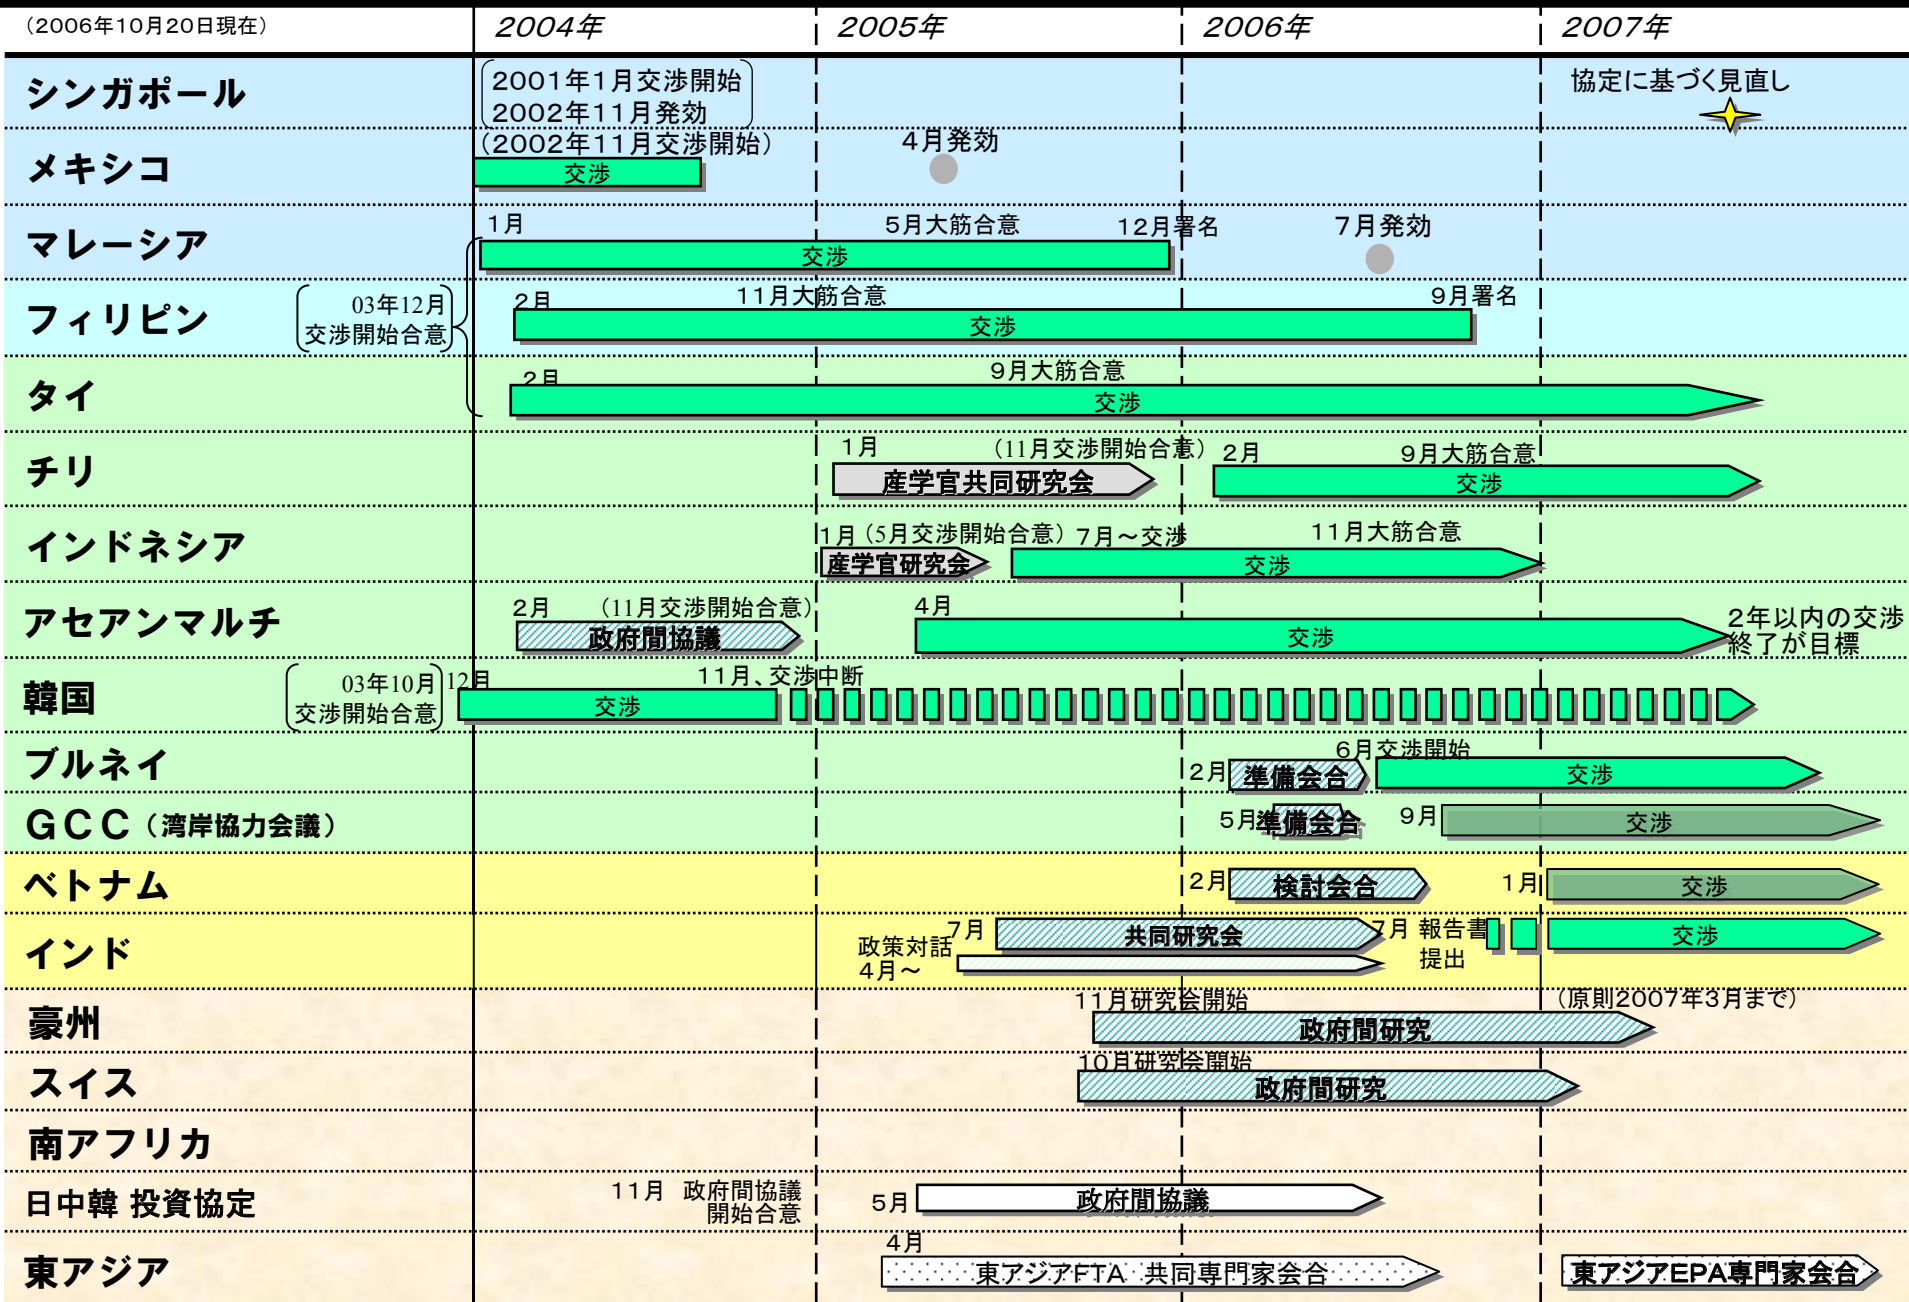 （2006年10月20日現在）
2004年
2005年
2006年
2007年
シンガポール
2001年1月交渉開始
2002年11月発効
協定に基づく見直し
メキシコ
（2002年11月交渉開始）
交渉
4月発効
マレーシア
1月
5月大筋合意
12月署名
7月発効
交渉
フィリピン
03年12月
交渉開始合意
2月
11月大筋合意
9月署名
交渉
タイ
2月
9月大筋合意
交渉
チリ
1月
（11月交渉開始合意）
2月
9月大筋合意
産学官共同研究会
交渉
インドネシア
1月（5月交渉開始合意）
7月～交渉
11月大筋合意
産学官研究会
交渉
アセアンマルチ
2月
（11月交渉開始合意）
4月
政府間協議
交渉
2年以内の交渉
終了が目標
韓国
03年10月
交渉開始合意
12月
11月、交渉中断
交渉
ブルネイ
2月
準備会合
6月交渉開始
交渉
ＧＣＣ（湾岸協力会議）
5月
準備会合
9月
交渉
ベトナム
2月
検討会合
1月
交渉
インド
7月
共同研究会
政策対話
4月～
7月 報告書
提出
交渉
豪州
11月研究会開始
（原則2007年3月まで）
政府間研究
スイス
10月研究会開始
政府間研究
南アフリカ
日中韓 投資協定
11月 政府間協議
開始合意
5月
政府間協議
東アジア
4月
東アジアFTA 共同専門家会合
東アジアEPA専門家会合